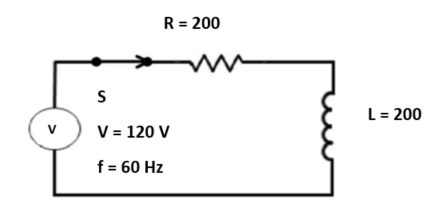 R = 200
S
V
V = 120 V
f = 60 Hz
L = 200